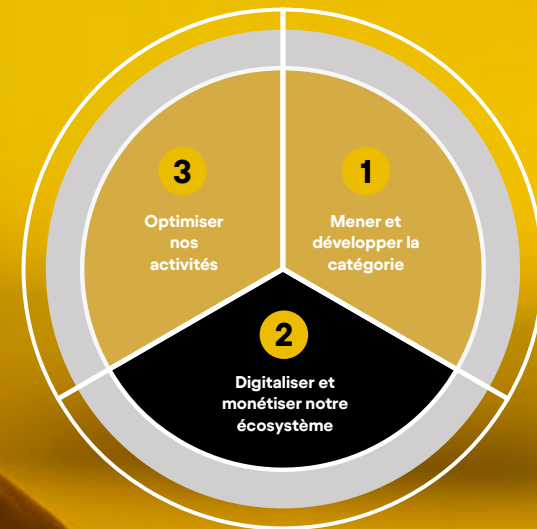 3
Optimiser
nos
activités
1
Mener et
développer la
catégorie
2
Digitaliser et
monétiser notre
écosystème